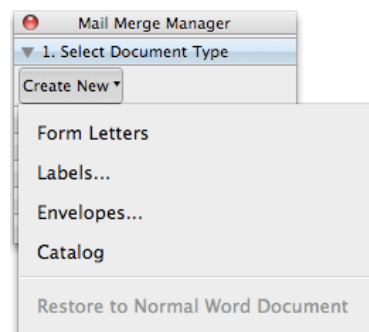 Mail Merge Manager
1. Select Document Type
Create New
Form Letters
Labels...
Envelopes...
Catalog
Restore to Normal Word Document